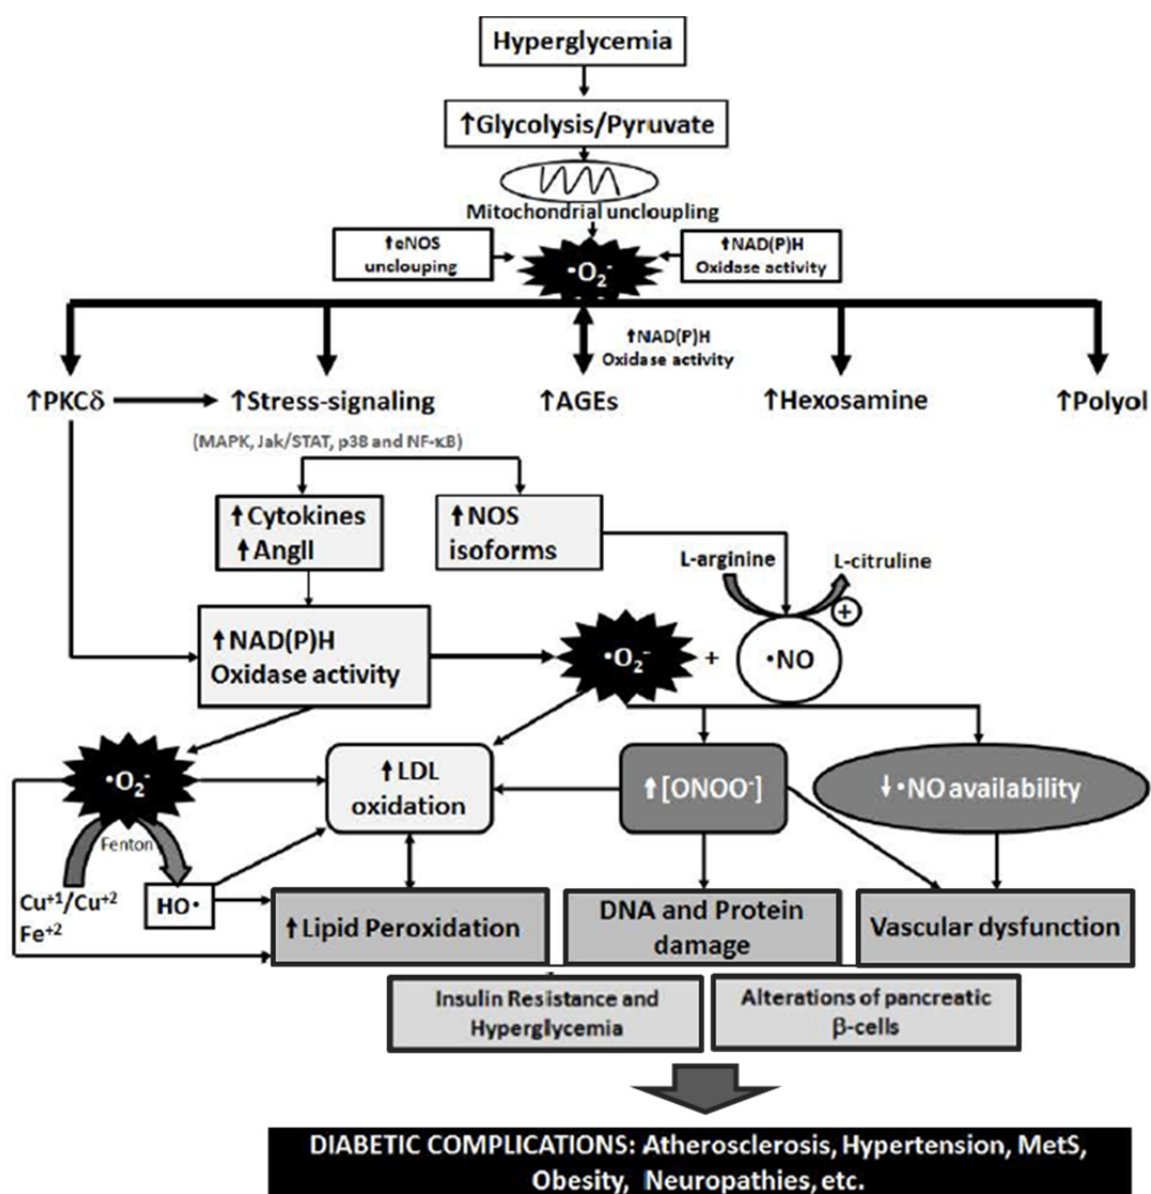 Hyperglycemia
↑Glycolysis/Pyruvate
Mitochondrial uncloupling
↑eNOS
unclouping
•O₂⁻
↑NAD(P)H
Oxidase activity
↑NAD(P)H
Oxidase activity
↑PKCδ
↑Stress-signaling
↑AGEs
↑Hexosamine
↑Polyol
(MAPK, Jak/STAT, p38 and NF-κB)
↑Cytokines
↑AngII
↑NOS
isoforms
L-arginine
L-citruline
+
↑NAD(P)H
Oxidase activity
•O₂⁻
+
•NO
•O₂⁻
↑LDL
oxidation
↑[ONOO⁻]
↓•NO availability
Fenton
Cu⁺¹/Cu⁺²
Fe⁺²
HO•
↑Lipid Peroxidation
DNA and Protein
damage
Vascular dysfunction
Insulin Resistance and
Hyperglycemia
Alterations of pancreatic
β-cells
DIABETIC COMPLICATIONS: Atherosclerosis, Hypertension, MetS,
Obesity, Neuropathies, etc.